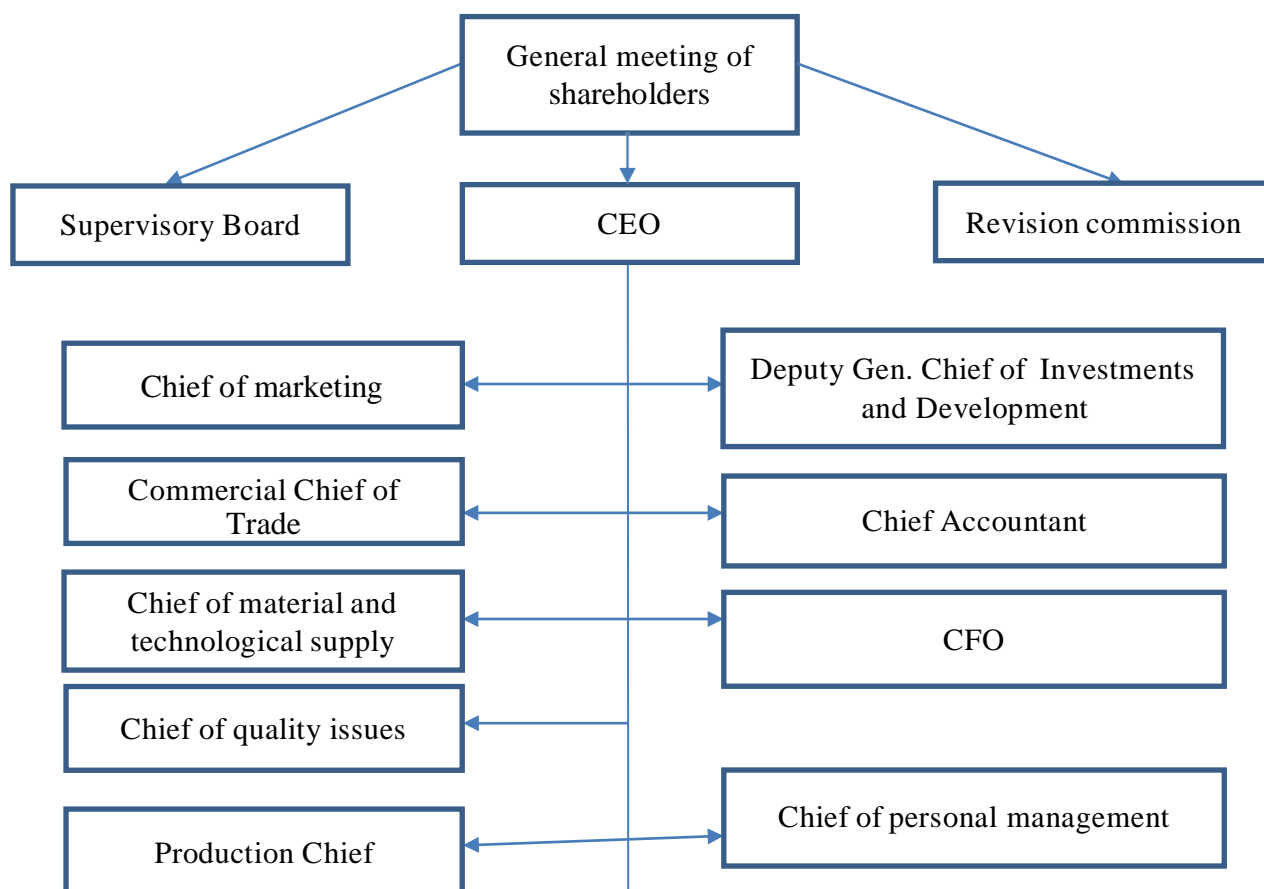 General meeting of
shareholders
Supervisory Board
CEO
Revision commission
Chief of marketing
Deputy Gen. Chief of Investments
and Development
Commercial Chief of
Trade
Chief Accountant
Chief of material and
technological supply
CFO
Chief of quality issues
Chief of personal management
Production Chief